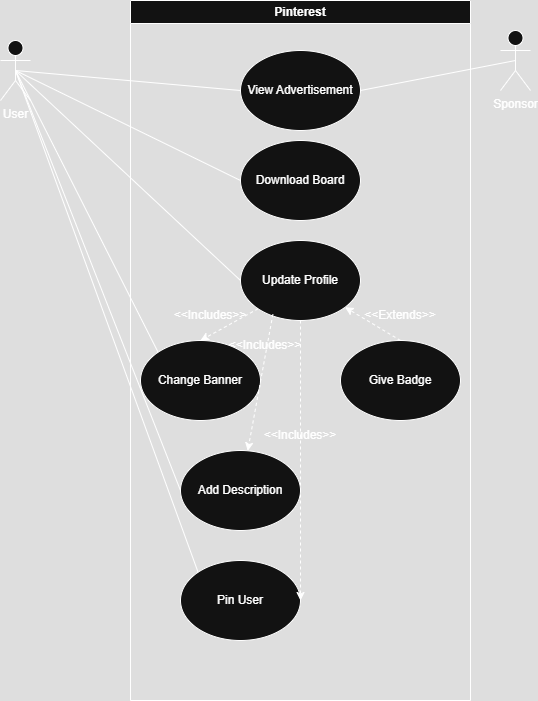 Pinterest
User
Sponsor
View Advertisement
Download Board
Update Profile
<<Includes>>
<<Extends>>
<<Includes>>
Change Banner
Give Badge
<<Includes>>
Add Description
Pin User